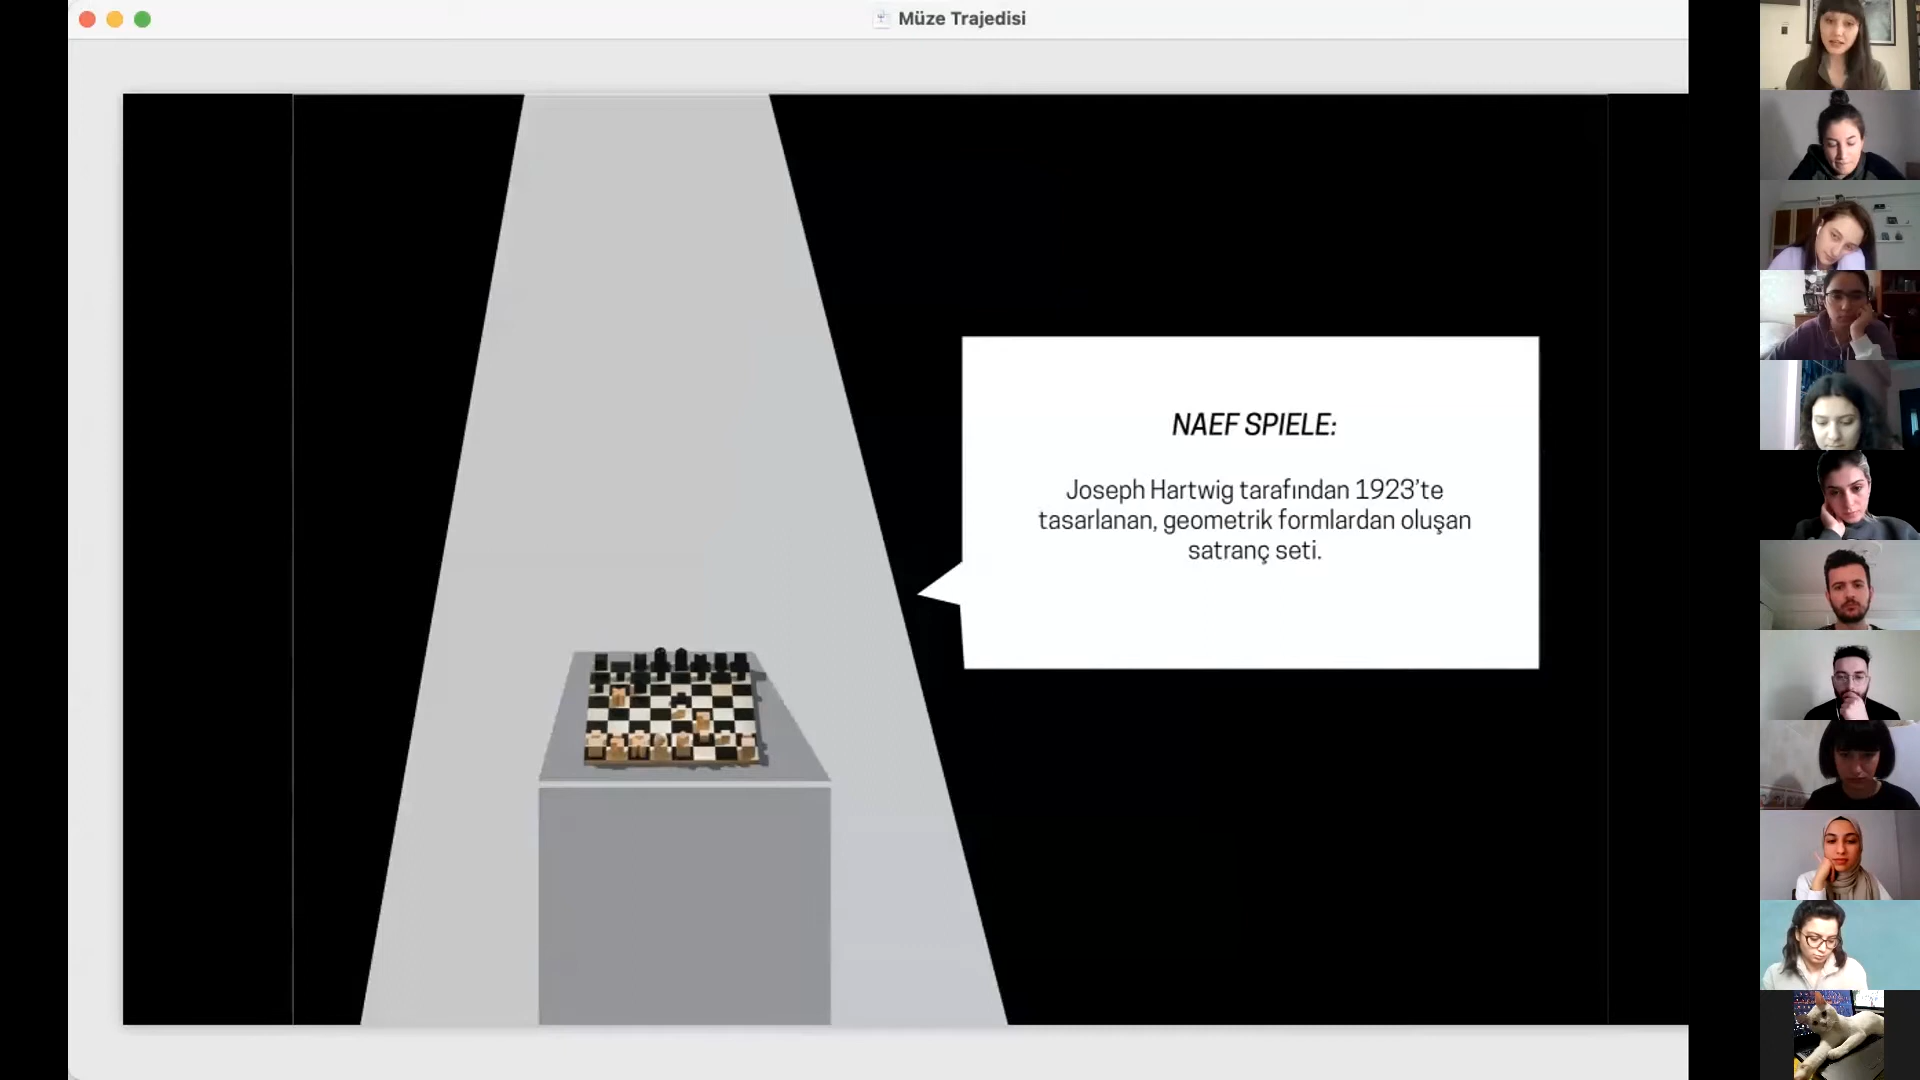 Müze Trajedisi
NAEF SPIELE:
Joseph Hartwig tarafından 1923’te
tasarlanan, geometrik formlardan oluşan
satranç seti.